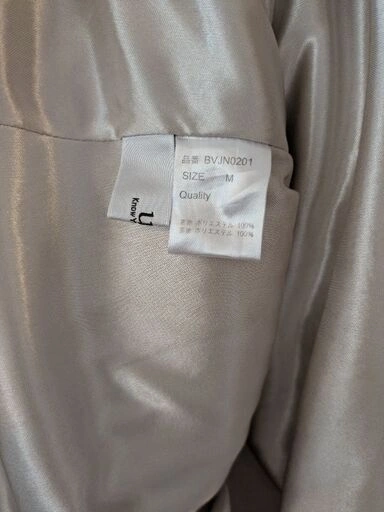 品番 BVJN0201
SIZE M
Quality
表地 ポリエステル 100%
裏地 ポリエステル 100%
U
KnowY